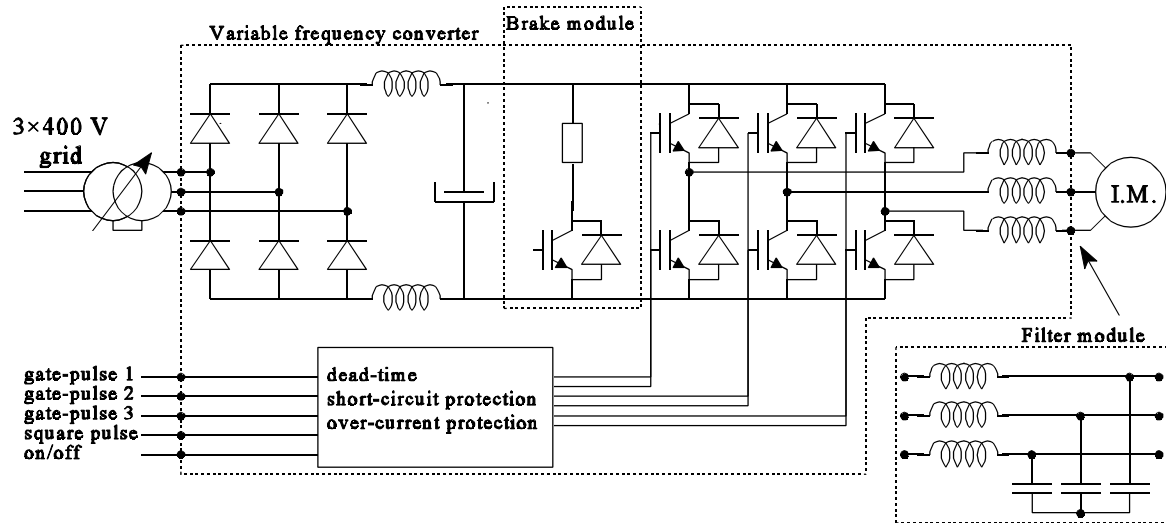 Brake module
Variable frequency converter
3×400 V
grid
I.M.
Filter module
gate-pulse 1
gate-pulse 2
gate-pulse 3
square pulse
on/off
dead-time
short-circuit protection
over-current protection